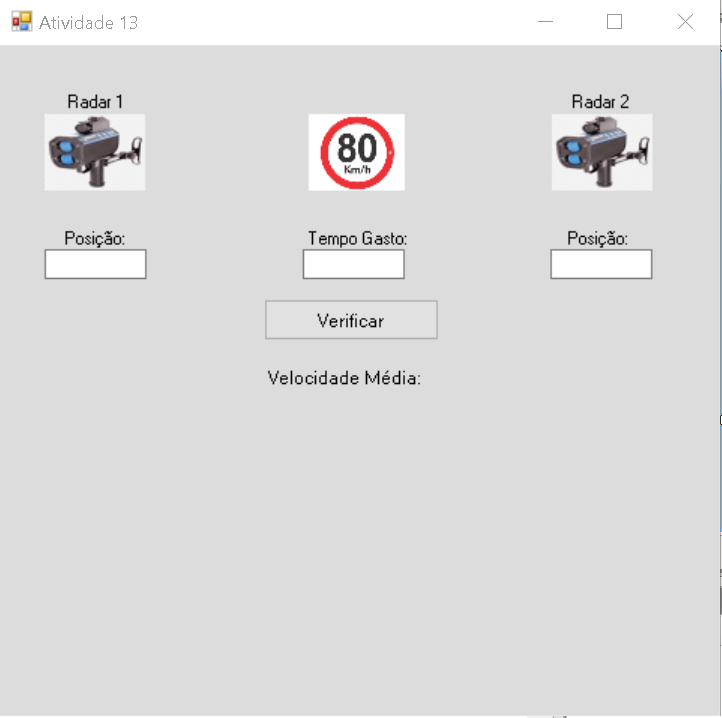 Atividade 13
Radar 1
Radar 2
80
Km/h
Posição:
Tempo Gasto:
Posição:
Verificar
Velocidade Média: